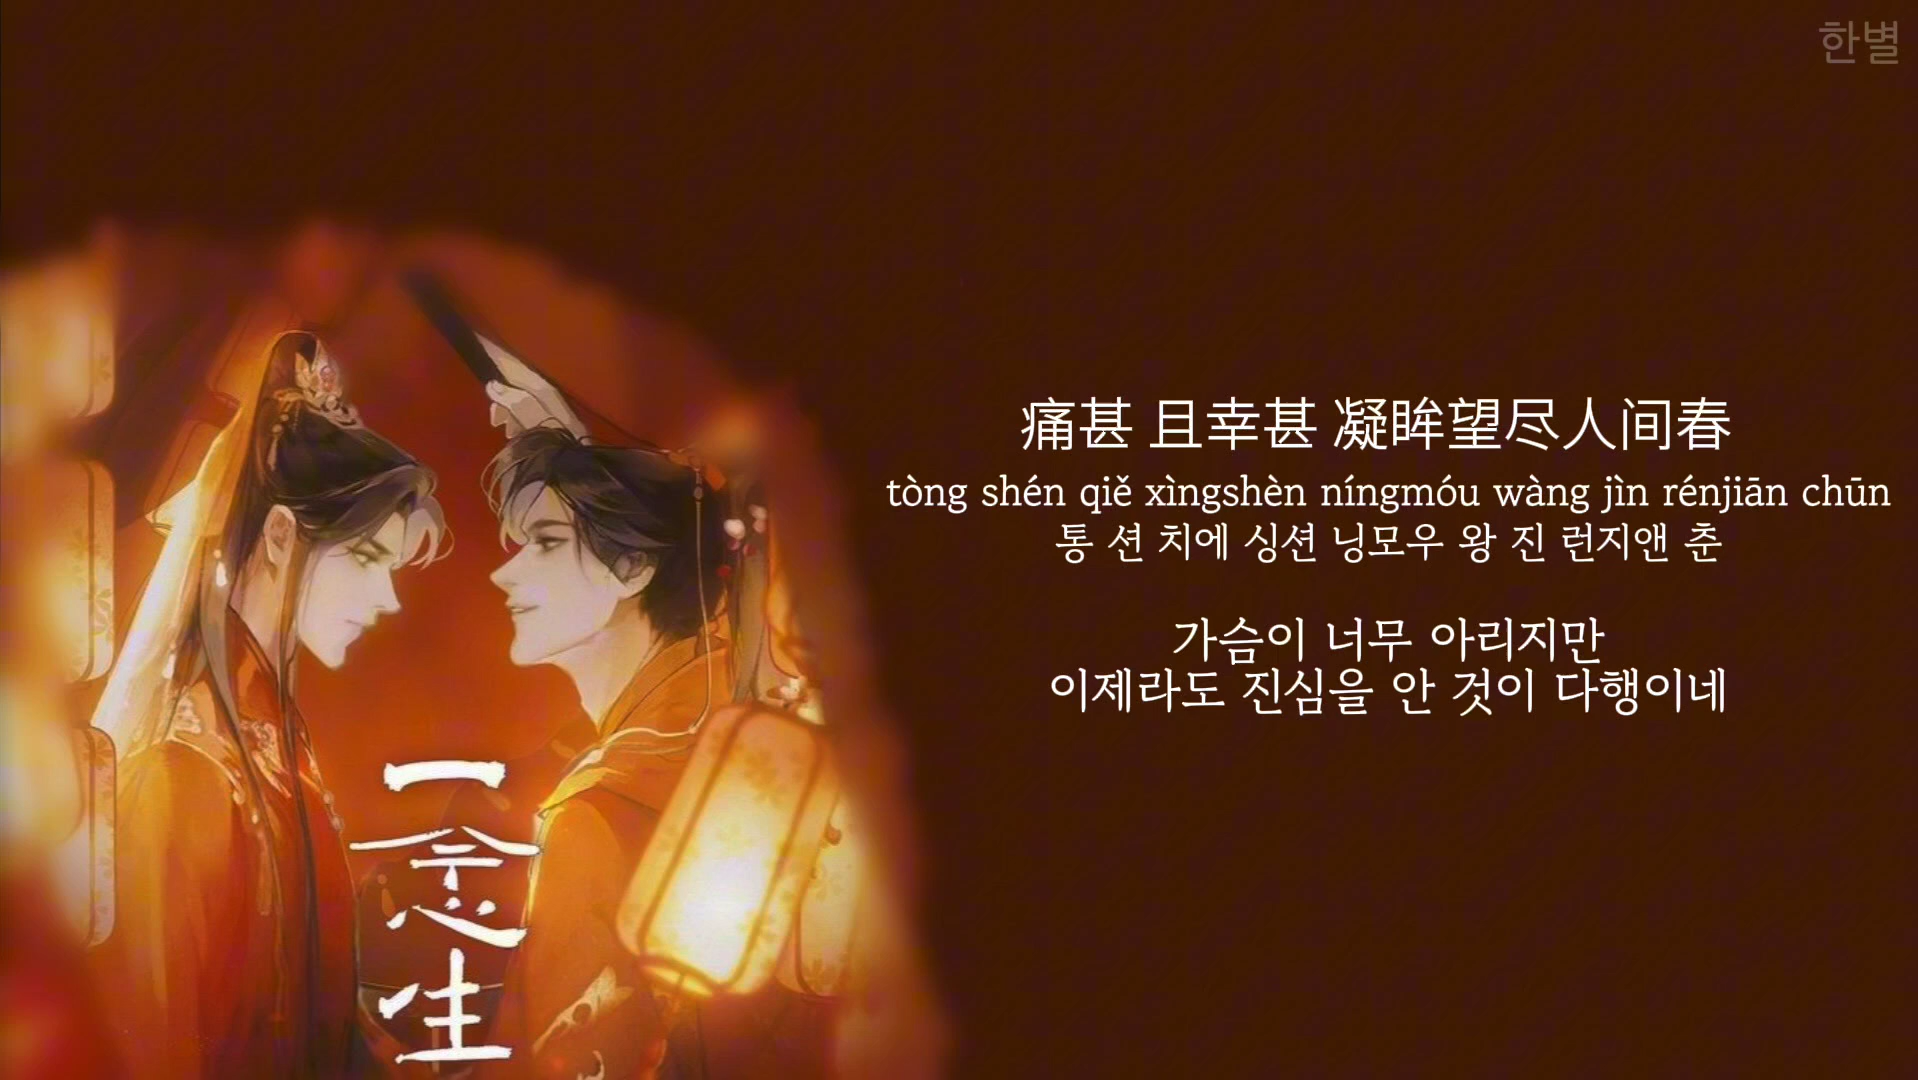 한별
痛甚 且幸甚 凝眸望尽人间春
tòng shén qiě xìngshèn níngmóu wàng jìn rénjiān chūn
통 션 치에 싱션 닝모우 왕 진 런지앤 춘
가슴이 너무 아리지만
이제라도 진심을 안 것이 다행이네
一念生